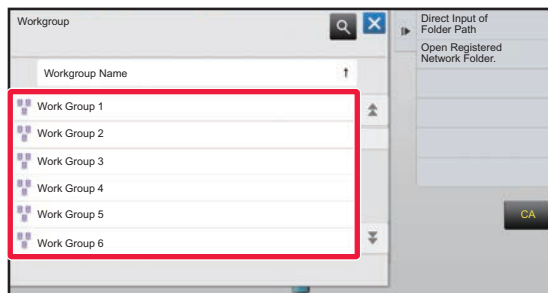 Workgroup
Workgroup Name
Work Group 1
Work Group 2
Work Group 3
Work Group 4
Work Group 5
Work Group 6
Direct Input of
Folder Path
Open Registered
Network Folder.
CA